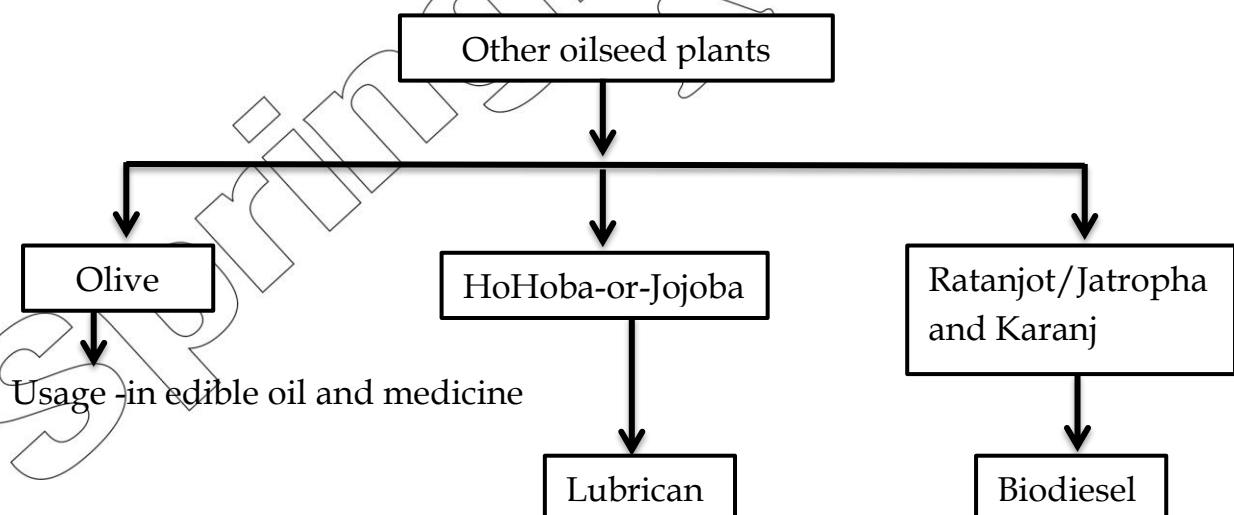 Other oilseed plants
Olive
HoHoba-or-Jojoba
Ratanjot/Jatropha
and Karanj
Usage -in edible oil and medicine
Lubrican
Biodiesel